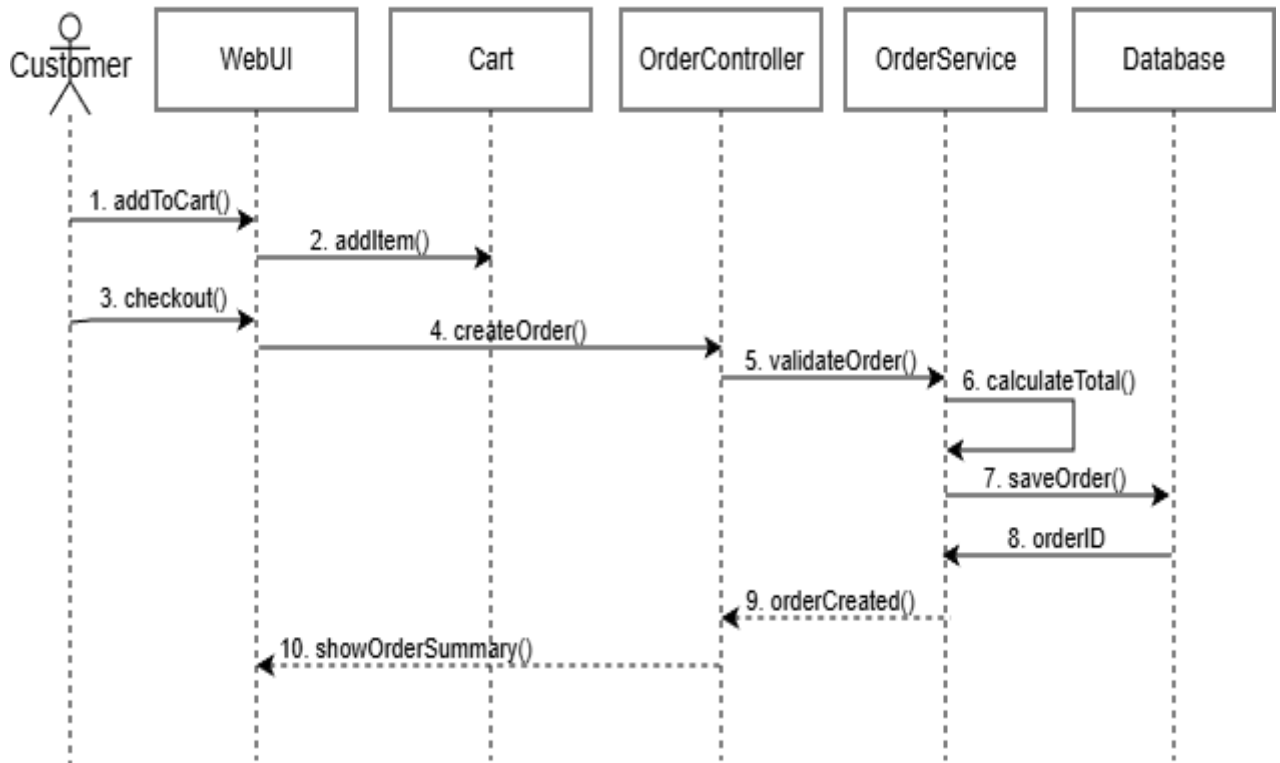 Customer
WebUI
Cart
OrderController
OrderService
Database
1. addToCart()
2. addItem()
3. checkout()
4. createOrder()
5. validateOrder()
6. calculateTotal()
7. saveOrder()
8. orderID
9. orderCreated()
10. showOrderSummary()